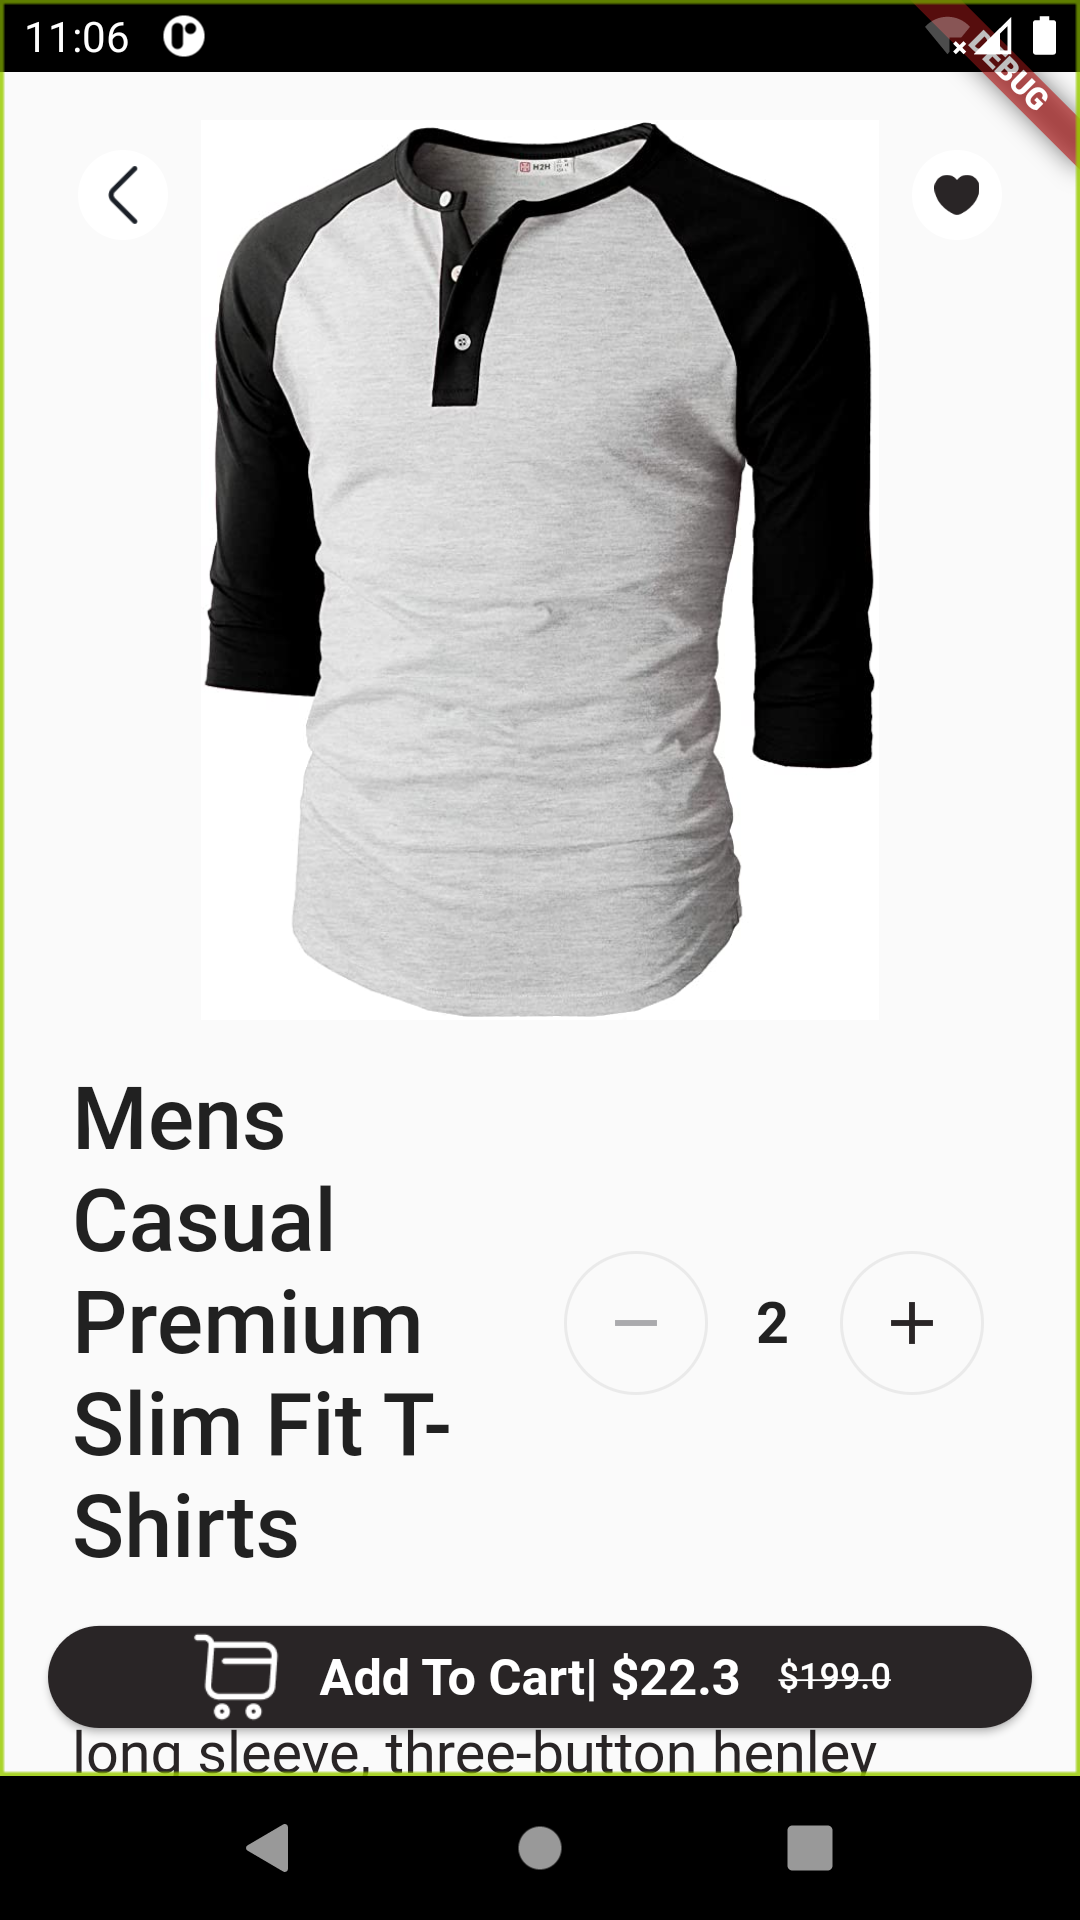 11:06
DEBUG
H2H
Mens
Casual
Premium
Slim Fit T-
Shirts
2
Add To Cart| $22.3 $199.0
long sleeve, three-button henley